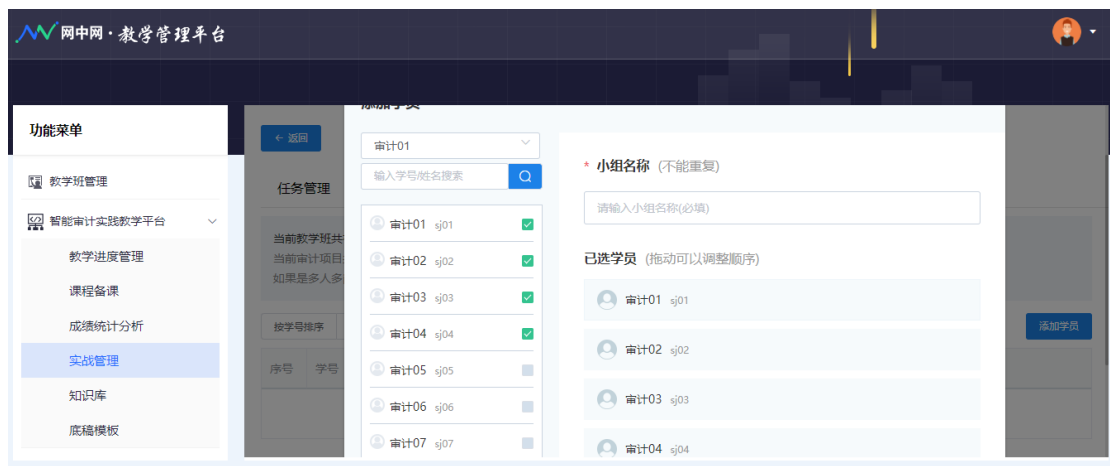 网中网·教学管理平台
功能菜单
教学班管理
智能审计实践教学平台
教学进度管理
课程备课
成绩统计分析
实战管理
知识库
底稿模板
← 返回
任务管理
当前教学班共
当前审计项目
如果是多人多
按学号排序
添加学员
序号 学号
添加学员
审计01
输入学号/姓名搜索
审计01 sj01
审计02 sj02
审计03 sj03
审计04 sj04
审计05 sj05
审计06 sj06
审计07 sj07
* 小组名称 (不能重复)
请输入小组名称(必填)
已选学员 (拖动可以调整顺序)
审计01 sj01
审计02 sj02
审计03 sj03
审计04 sj04